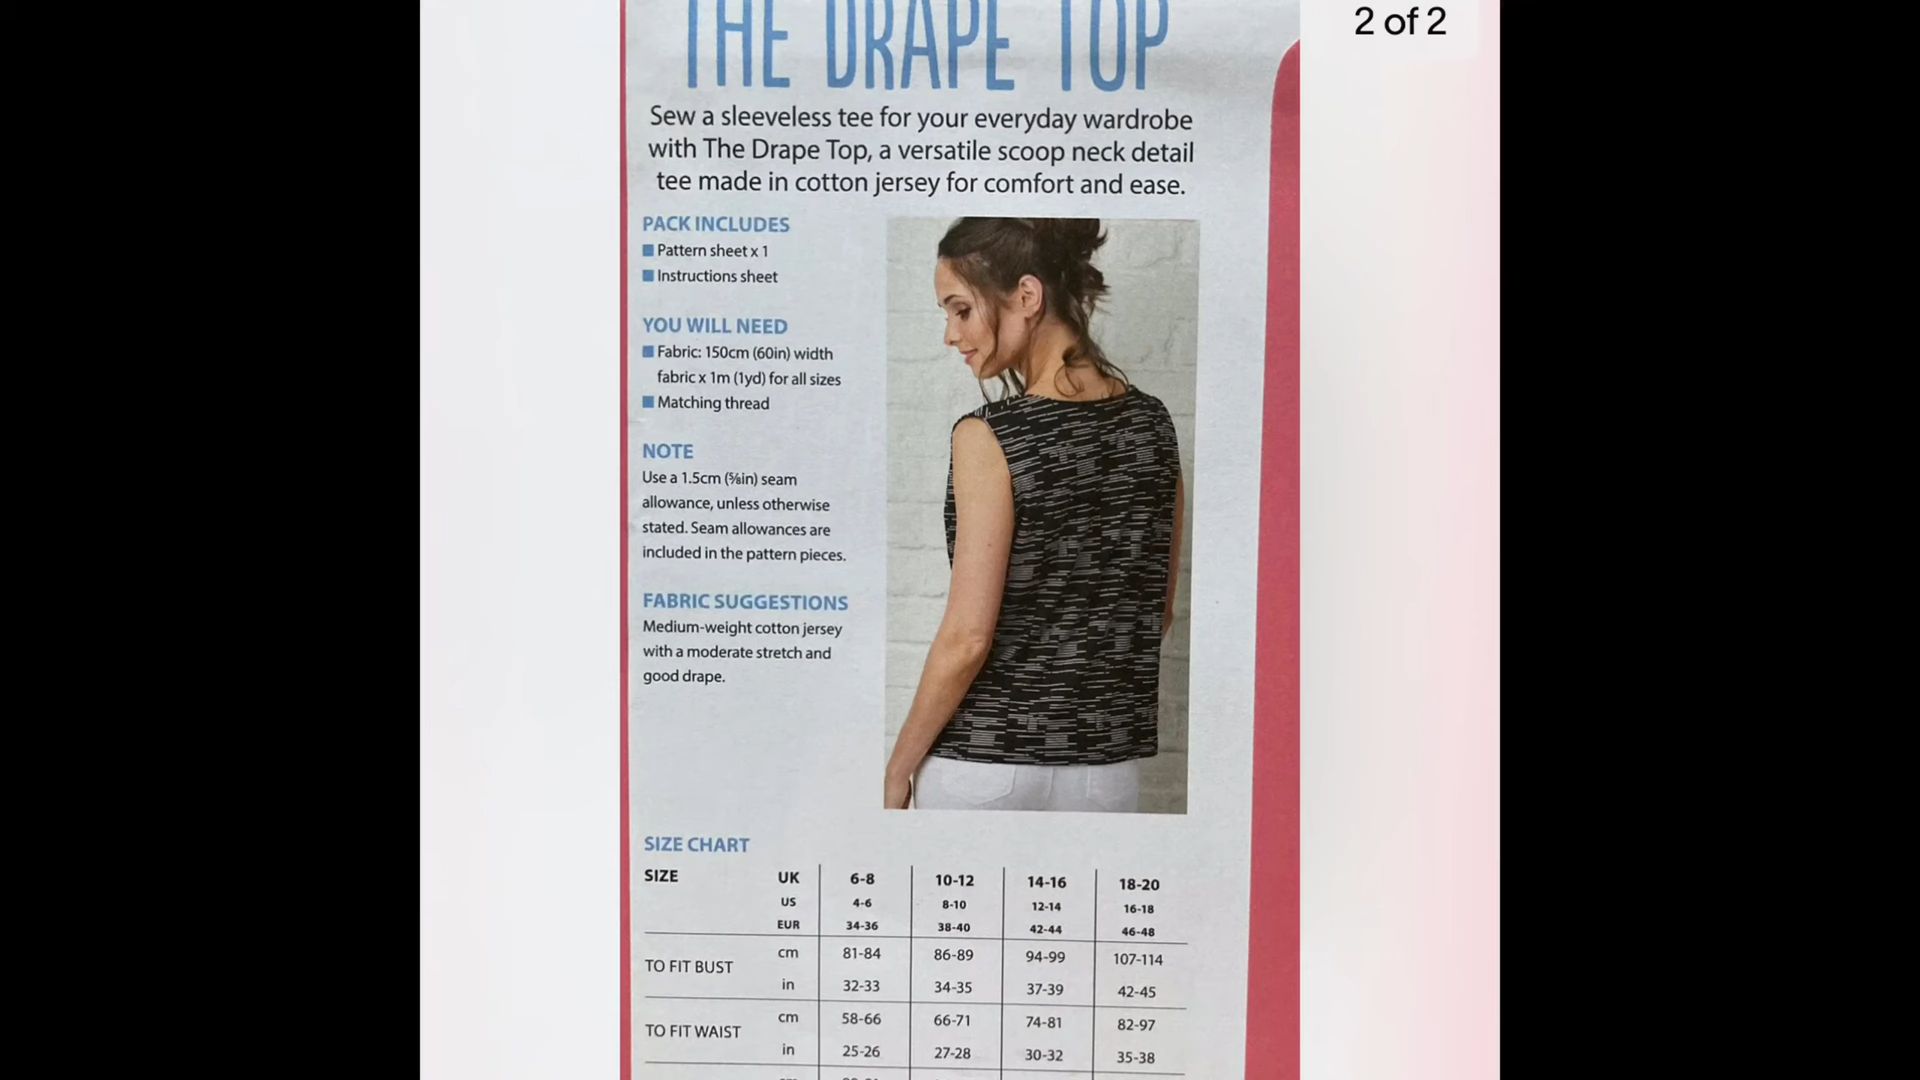 2 of 2
THE DRAPE TOP
Sew a sleeveless tee for your everyday wardrobe
with The Drape Top, a versatile scoop neck detail
tee made in cotton jersey for comfort and ease.
PACK INCLUDES
Pattern sheet x 1
Instructions sheet
YOU WILL NEED
Fabric: 150cm (60in) width
fabric x 1m (1yd) for all sizes
Matching thread
NOTE
Use a 1.5cm (⅝in) seam
allowance, unless otherwise
stated. Seam allowances are
included in the pattern pieces.
FABRIC SUGGESTIONS
Medium-weight cotton jersey
with a moderate stretch and
good drape.
SIZE CHART
SIZE UK 6-8 10-12 14-16 18-20
US 4-6 8-10 12-14 16-18
EUR 34-36 38-40 42-44 46-48
TO FIT BUST cm 81-84 86-89 94-99 107-114
in 32-33 34-35 37-39 42-45
TO FIT WAIST cm 58-66 66-71 74-81 82-97
in 25-26 27-28 30-32 35-38